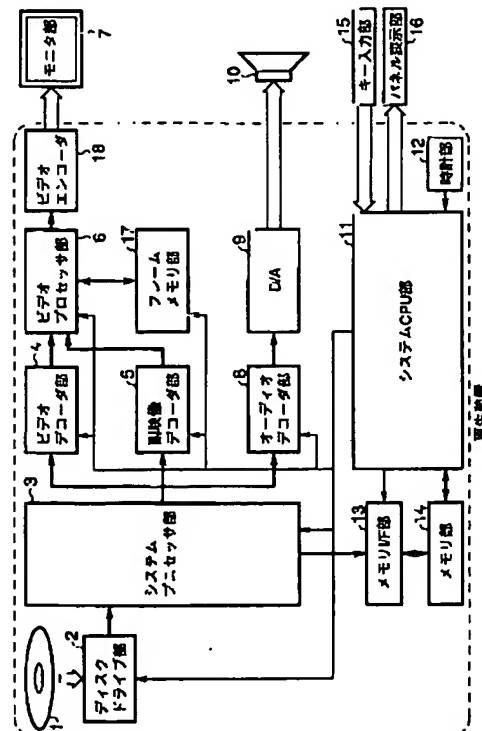 1
ディスク
ドライブ部
2
システム
プロセッサ部
3
ビデオ
デコーダ部
4
副映像
デコーダ部
5
オーディオ
デコーダ部
8
ビデオ
プロセッサ部
6
フレーム
メモリ部
17
D/A
9
ビデオ
エンコーダ
18
モニタ部
7
10
キー入力部
15
パネル表示部
16
時計部
12
システムCPU部
11
メモリI/F部
13
メモリ部
14
再生装置